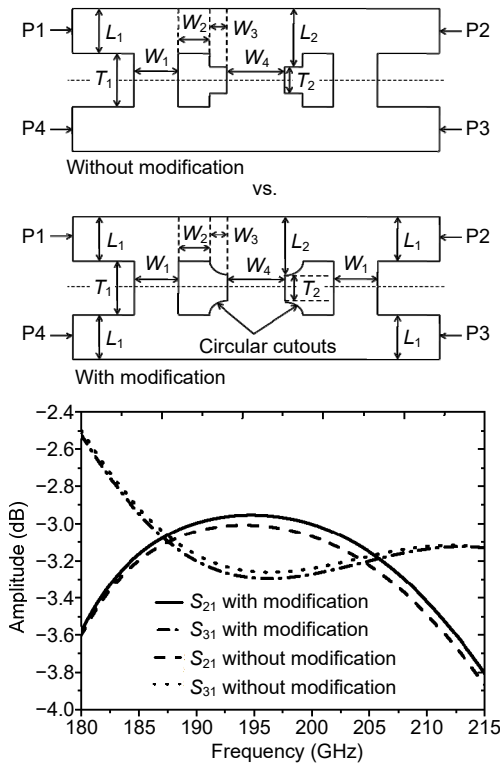 P1 L1 W2 W3 L2 P2
W1 W4
T1 T2
P4 P3
Without modification
vs.
P1 L1 W2 W3 L2 L1 P2
W1 W4 W1
T1 T2
P4 L1 L1 P3
Circular cutouts
With modification
−2.4
−2.6
−2.8
−3.0
−3.2
−3.4
−3.6
−3.8
−4.0
Amplitude (dB)
S21 with modification
S31 with modification
S21 without modification
S31 without modification
180 185 190 195 200 205 210 215
Frequency (GHz)